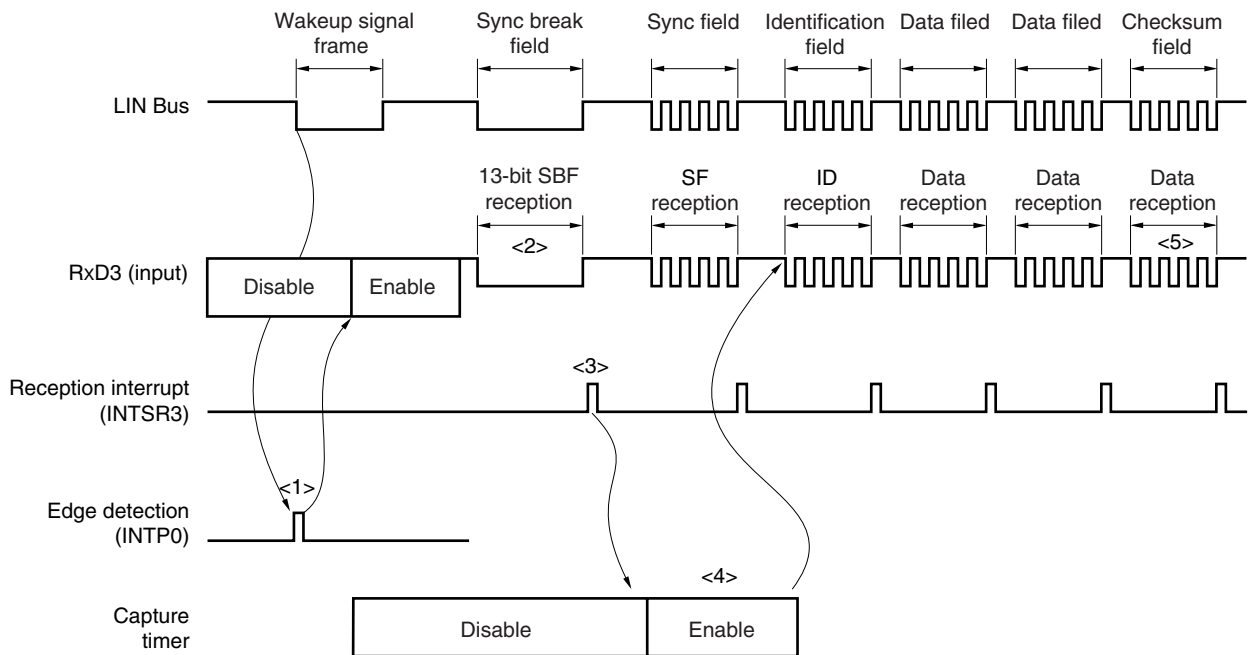 Wakeup signal
frame
Sync break
field
Sync field
Identification
field
Data filed
Data filed
Checksum
field
LIN Bus
13-bit SBF
reception
SF
reception
ID
reception
Data
reception
Data
reception
Data
reception
<2>
<5>
RxD3 (input)
Disable
Enable
Reception interrupt
(INTSR3)
<3>
Edge detection
(INTP0)
<1>
Capture
timer
Disable
Enable
<4>